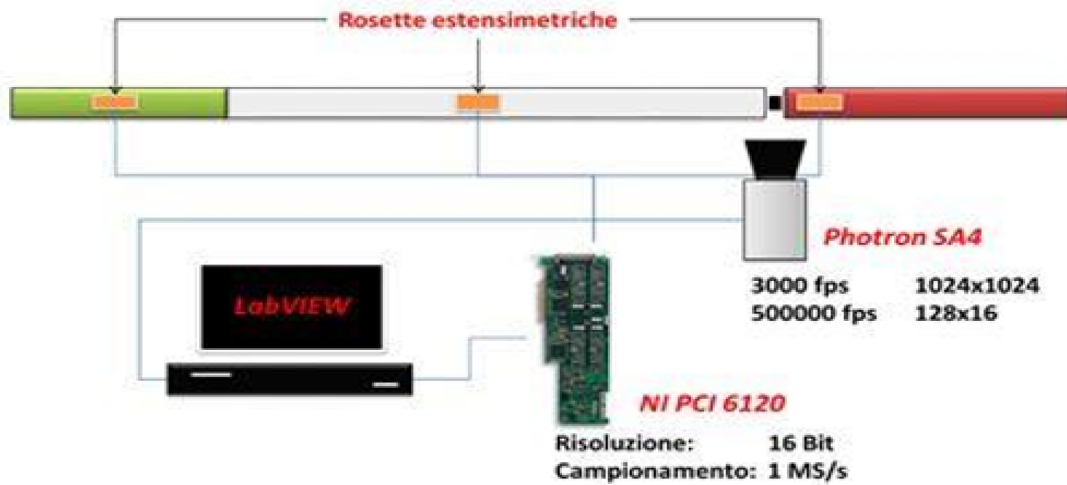 Rosette estensimetriche
Photron SA4
3000 fps 1024x1024
500000 fps 128x16
LabVIEW
NI PCI 6120
Risoluzione: 16 Bit
Campionamento: 1 MS/s